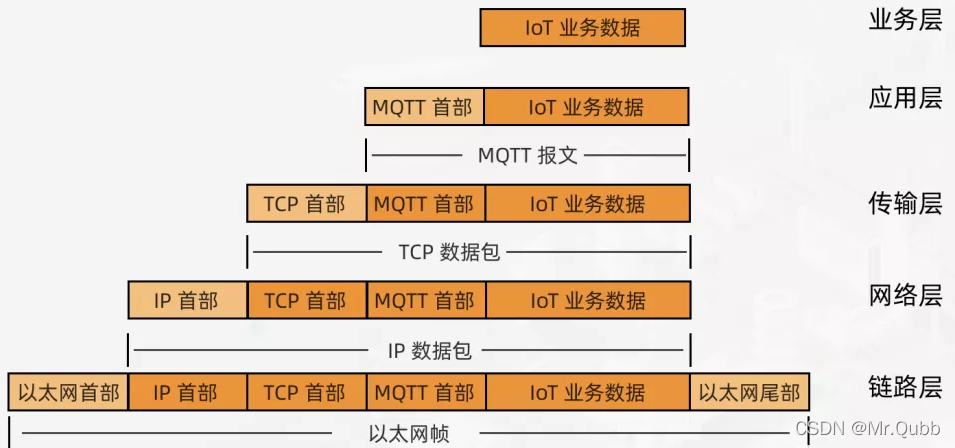 IoT 业务数据 业务层
MQTT 首部 IoT 业务数据 应用层
MQTT 报文
TCP 首部 MQTT 首部 IoT 业务数据 传输层
TCP 数据包
IP 首部 TCP 首部 MQTT 首部 IoT 业务数据 网络层
IP 数据包
以太网首部 IP 首部 TCP 首部 MQTT 首部 IoT 业务数据 以太网尾部 链路层
以太网帧
CSDN @Mr.Qubb